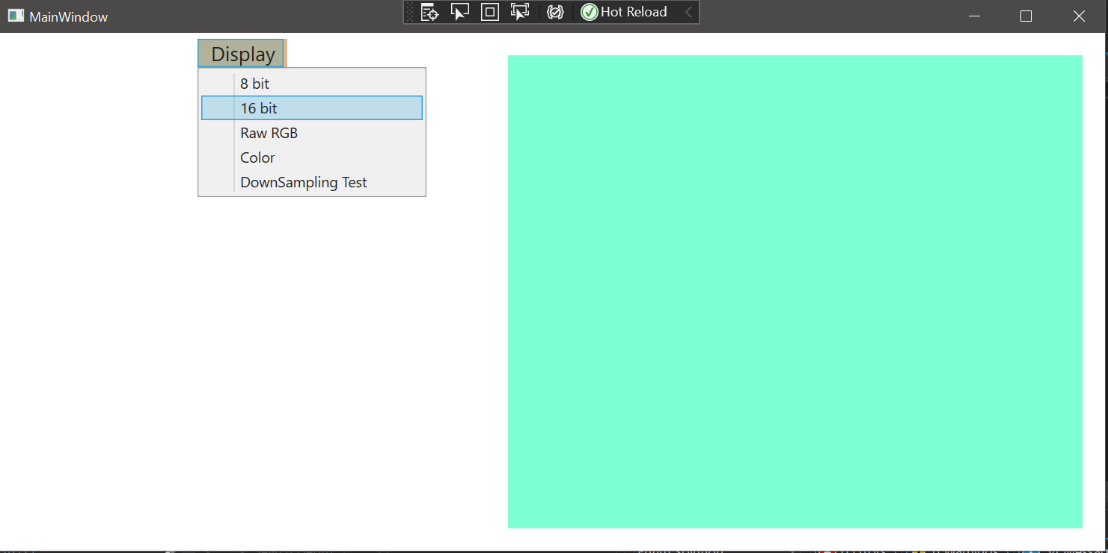 MainWindow
Hot Reload
Display
8 bit
16 bit
Raw RGB
Color
DownSampling Test